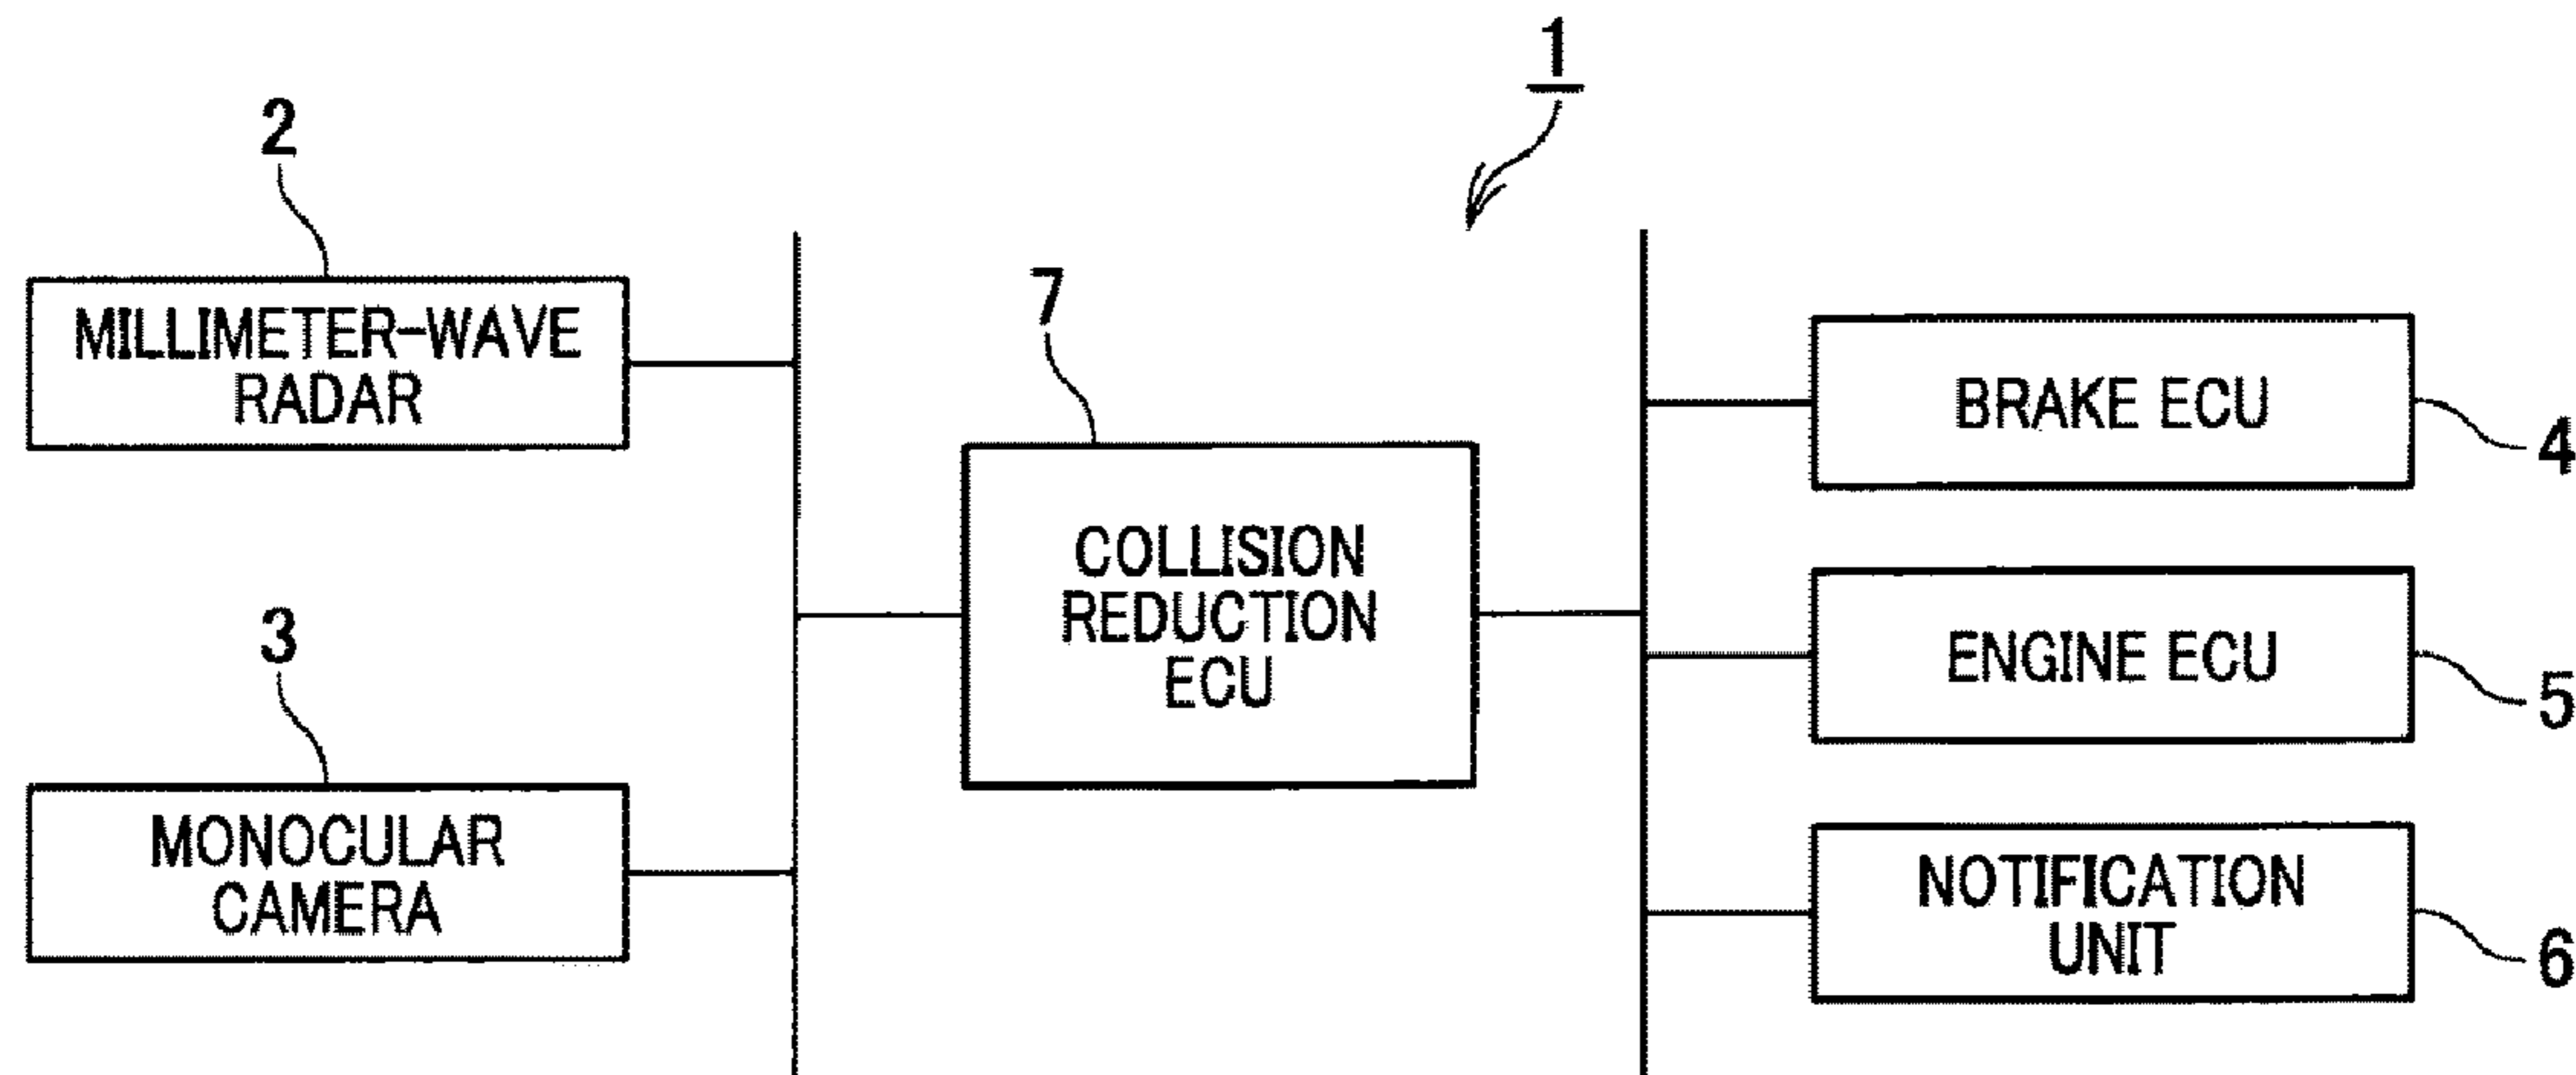 1
2
MILLIMETER-WAVE
RADAR
7
BRAKE ECU
4
COLLISION
REDUCTION
ECU
3
ENGINE ECU
5
MONOCULAR
CAMERA
NOTIFICATION
UNIT
6